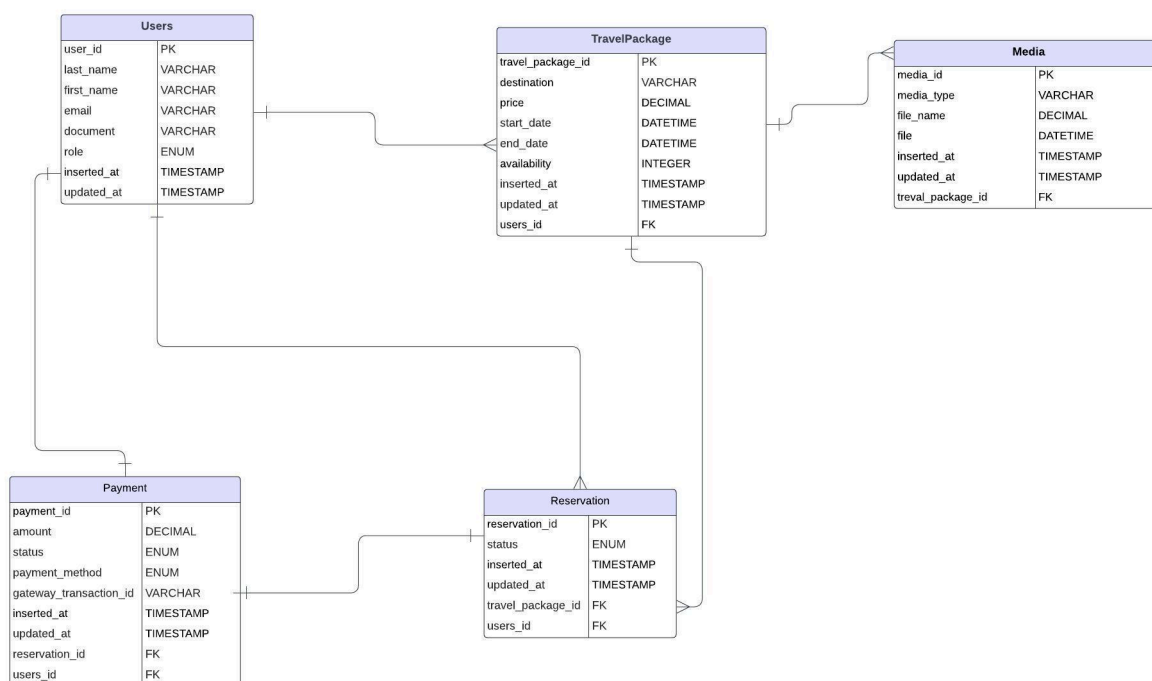 Users
user_id PK
last_name VARCHAR
first_name VARCHAR
email VARCHAR
document VARCHAR
role ENUM
inserted_at TIMESTAMP
updated_at TIMESTAMP
TravelPackage
travel_package_id PK
destination VARCHAR
price DECIMAL
start_date DATETIME
end_date DATETIME
availability INTEGER
inserted_at TIMESTAMP
updated_at TIMESTAMP
users_id FK
Media
media_id PK
media_type VARCHAR
file_name DECIMAL
file DATETIME
inserted_at TIMESTAMP
updated_at TIMESTAMP
treval_package_id FK
Payment
payment_id PK
amount DECIMAL
status ENUM
payment_method ENUM
gateway_transaction_id VARCHAR
inserted_at TIMESTAMP
updated_at TIMESTAMP
reservation_id FK
users_id FK
Reservation
reservation_id PK
status ENUM
inserted_at TIMESTAMP
updated_at TIMESTAMP
travel_package_id FK
users_id FK